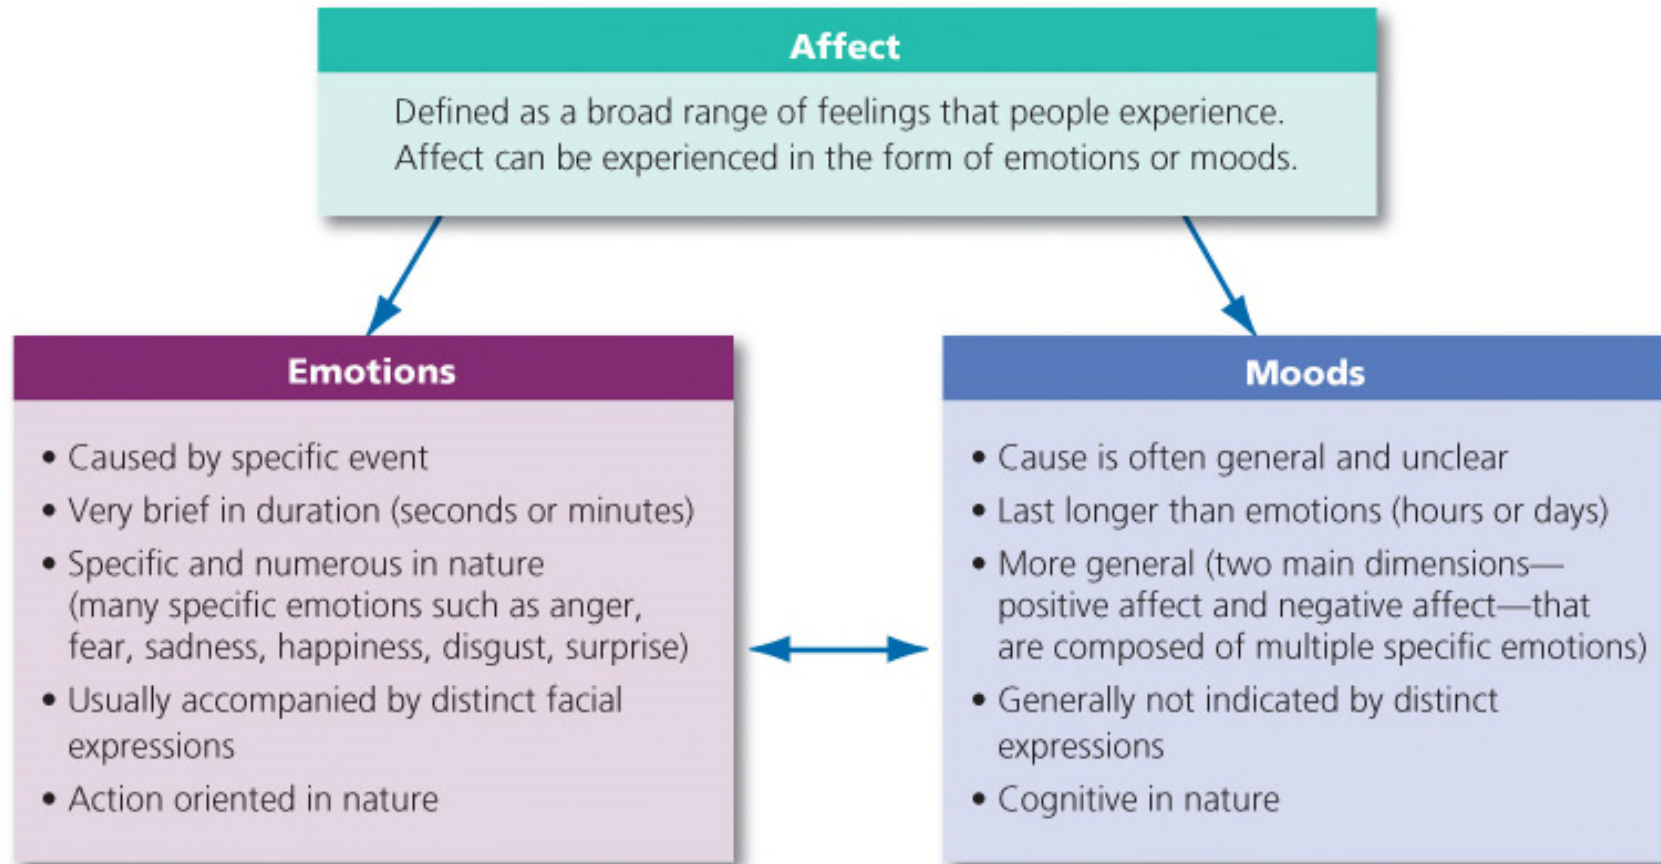 Affect
Defined as a broad range of feelings that people experience.
Affect can be experienced in the form of emotions or moods.
Emotions
• Caused by specific event
• Very brief in duration (seconds or minutes)
• Specific and numerous in nature
(many specific emotions such as anger,
fear, sadness, happiness, disgust, surprise)
• Usually accompanied by distinct facial
expressions
• Action oriented in nature
Moods
• Cause is often general and unclear
• Last longer than emotions (hours or days)
• More general (two main dimensions—
positive affect and negative affect—that
are composed of multiple specific emotions)
• Generally not indicated by distinct
expressions
• Cognitive in nature